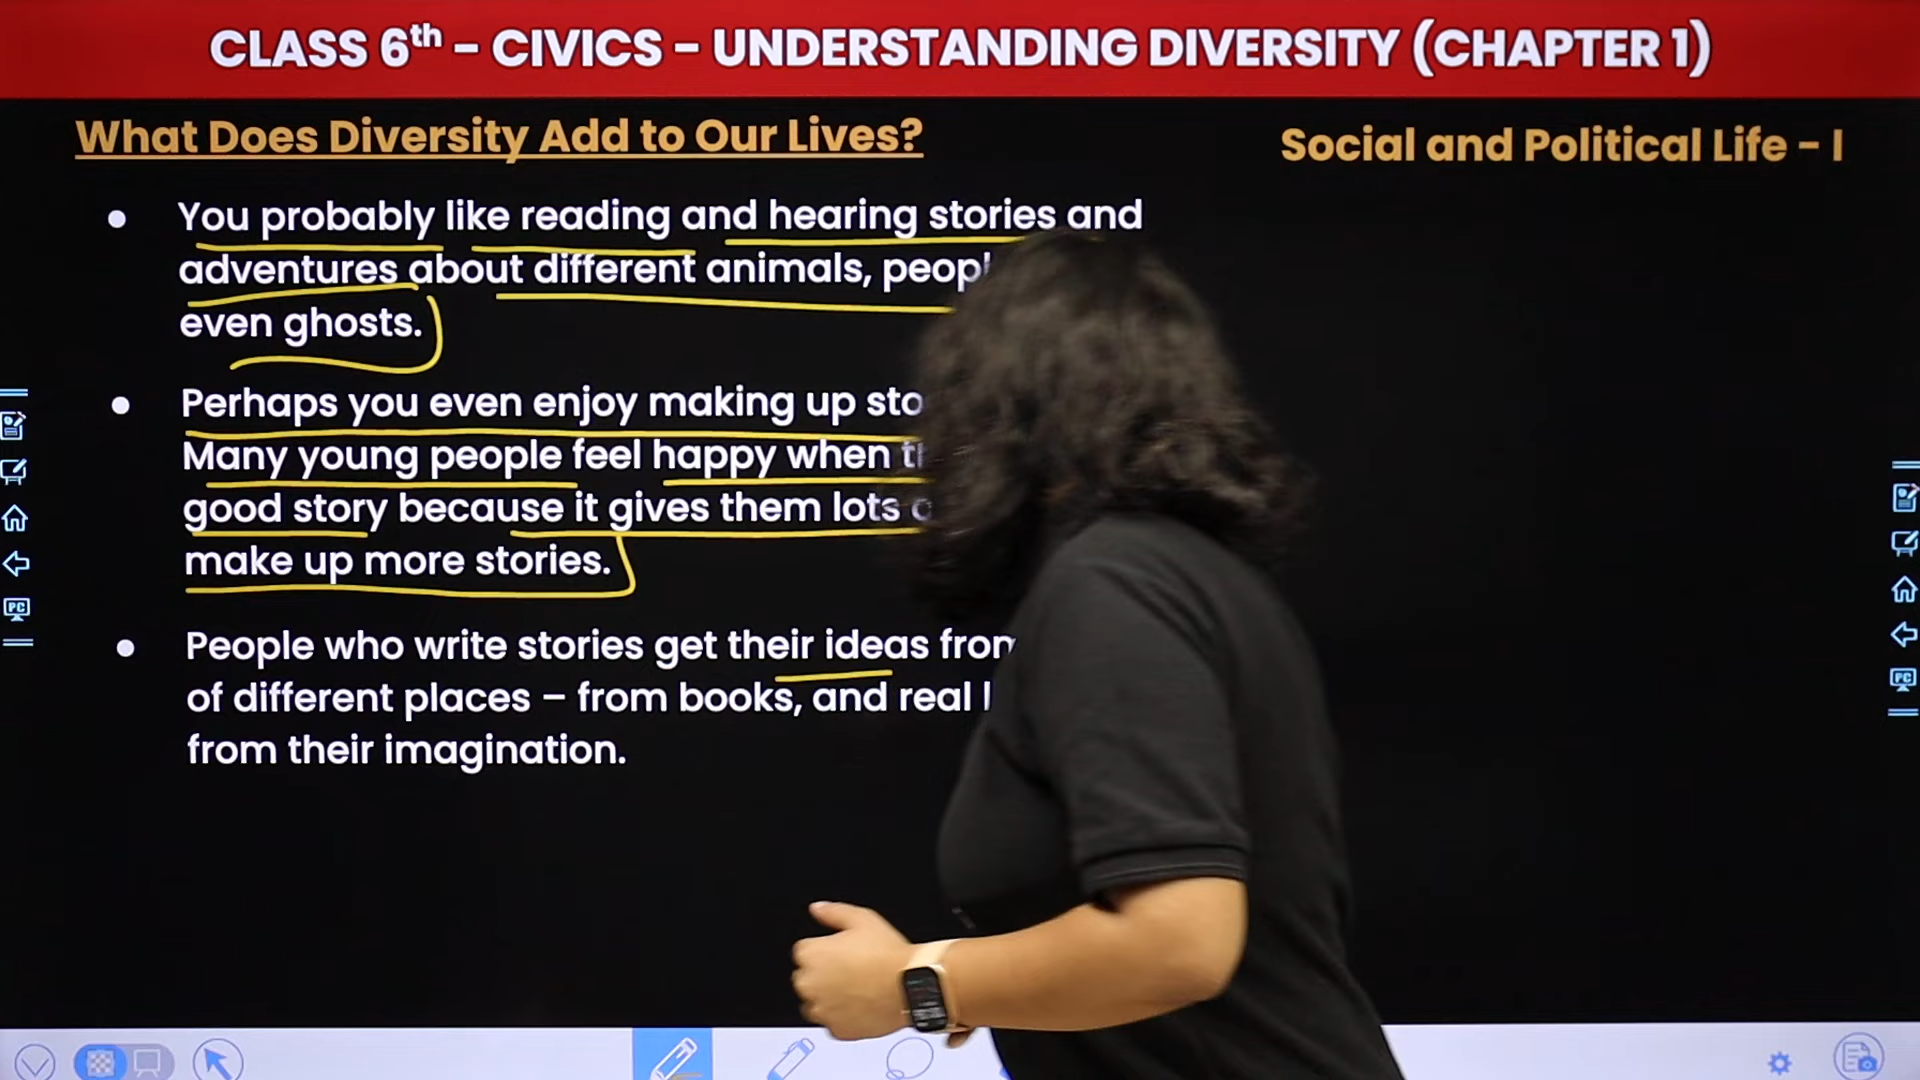 CLASS 6th – CIVICS – UNDERSTANDING DIVERSITY (CHAPTER 1)
What Does Diversity Add to Our Lives?
Social and Political Life – I
● You probably like reading and hearing stories and
adventures about different animals,
even ghosts.
● Perhaps you even enjoy making up
Many young people feel happy when
good story because it gives them lots
make up more stories.
● People who write stories get their ideas
of different places – from books, and real
from their imagination.
PC
PC